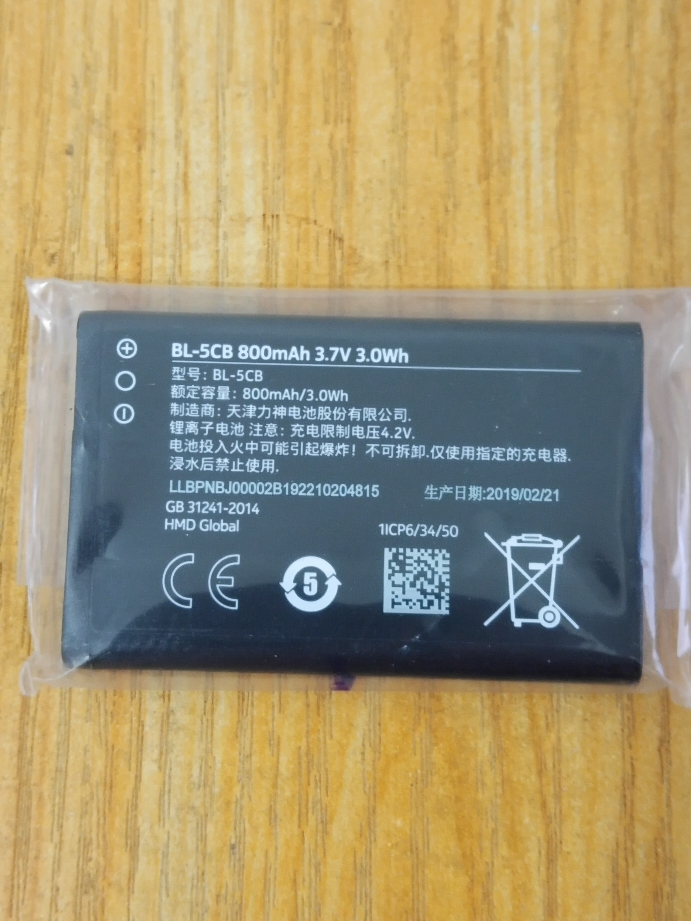 BL-5CB 800mAh 3.7V 3.0Wh
型号: BL-5CB
额定容量: 800mAh/3.0Wh
制造商: 天津力神电池股份有限公司.
锂离子电池 注意: 充电限制电压4.2V.
电池投入火中可能引起爆炸! 不可拆卸.仅使用指定的充电器、
浸水后禁止使用.
LLBPNBJ00002B192210204815 生产日期:2019/02/21
GB 31241-2014
HMD Global 1ICP6/34/50
CE 5